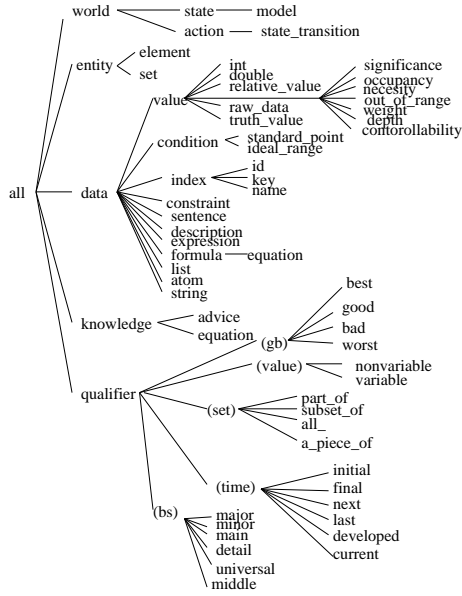 world
state
model
action
state_transition
entity
element
set
all
data
value
int
double
relative_value
raw_data
truth_value
significance
occupancy
necesity
out_of_range
weight
depth
contorollability
condition
standard_point
ideal_range
index
id
key
name
constraint
sentence
description
expression
formula
equation
list
atom
string
knowledge
advice
equation
qualifier
(gb)
best
good
bad
worst
(value)
nonvariable
variable
(set)
part_of
subset_of
all_
a_piece_of
(time)
initial
final
next
last
developed
current
(bs)
major
minor
main
detail
universal
middle